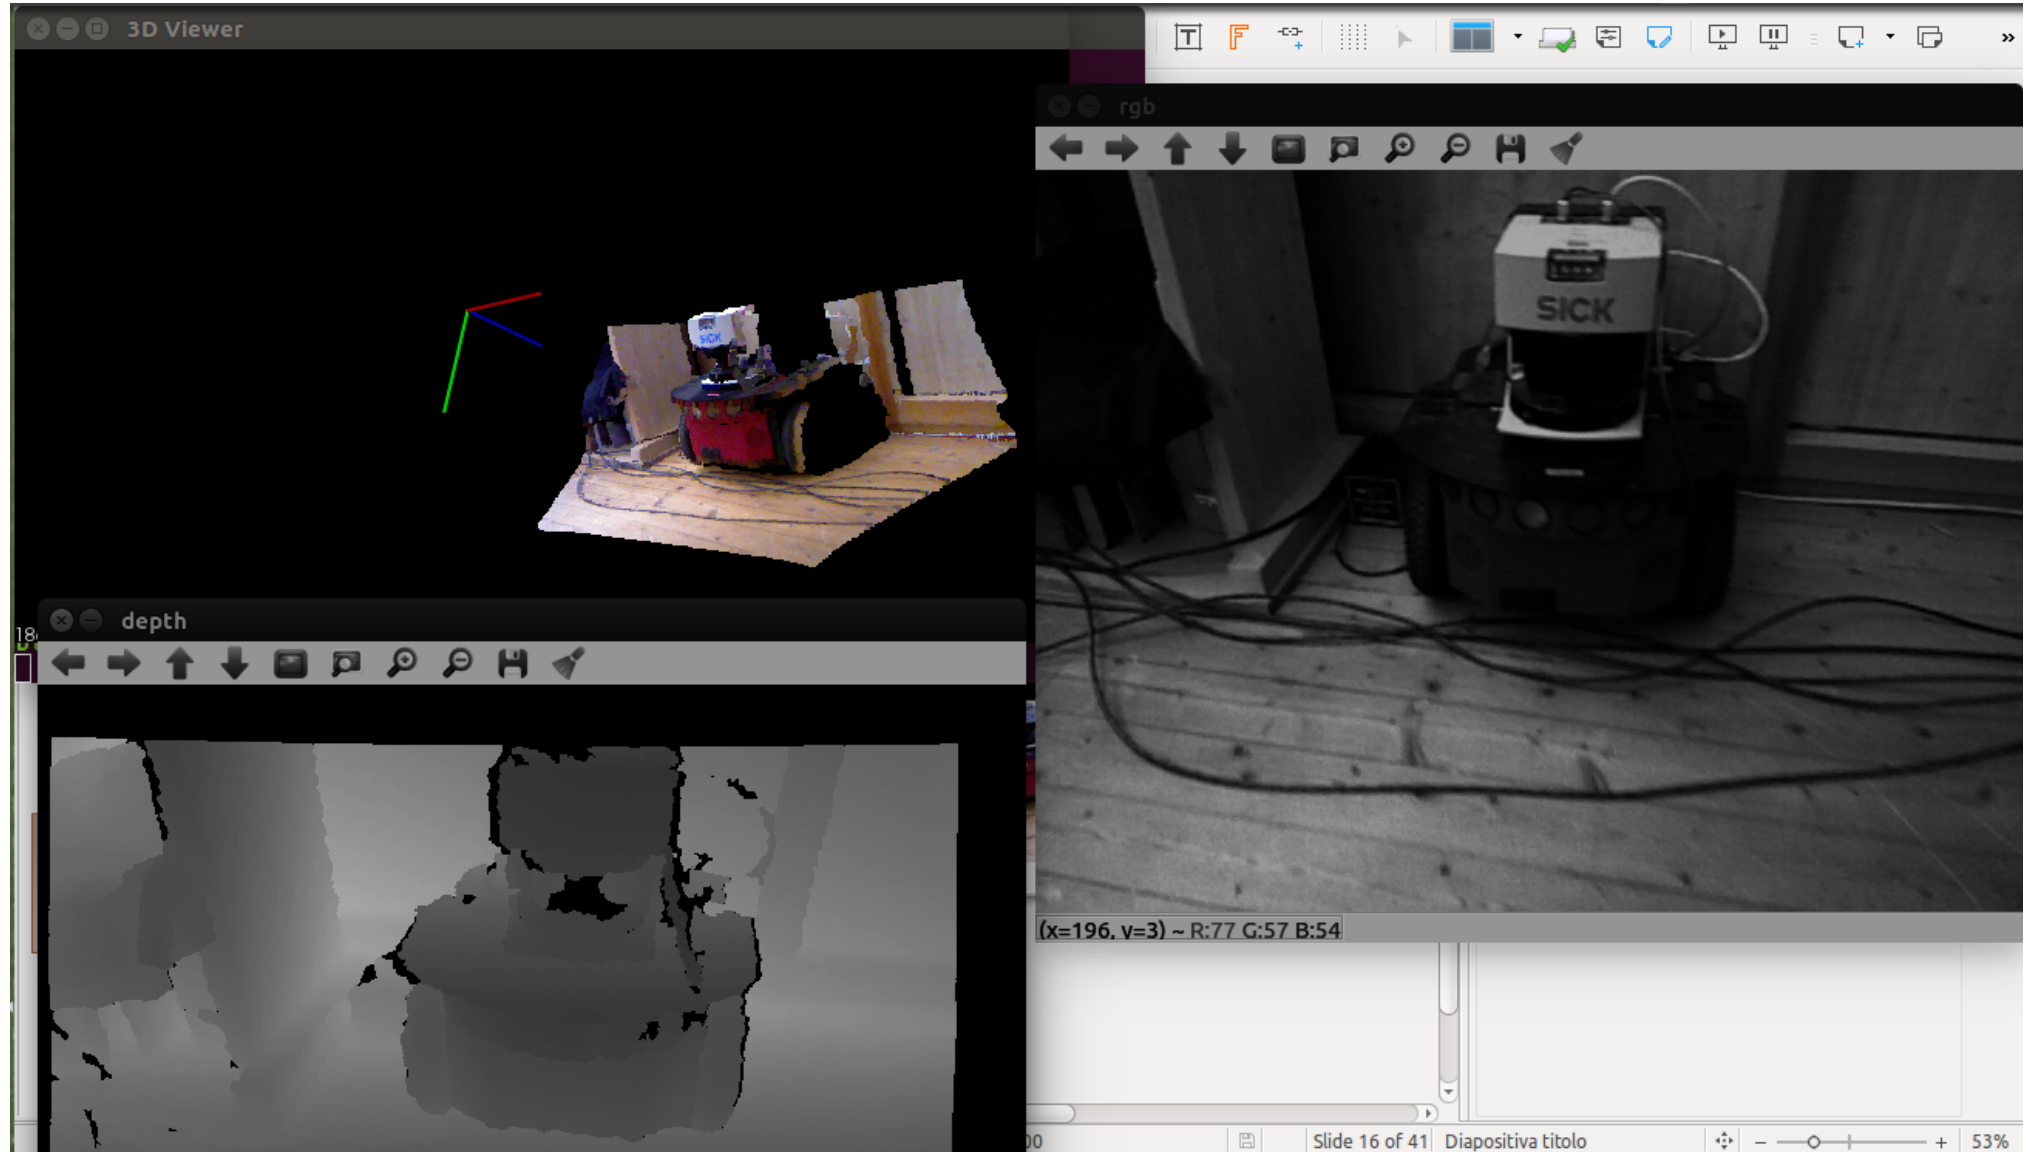 3D Viewer
rgb
SICK
SICK
18
depth
(x=196, y=3) ~ R:77 G:57 B:54
00
Slide 16 of 41
Diapositiva titolo
53%